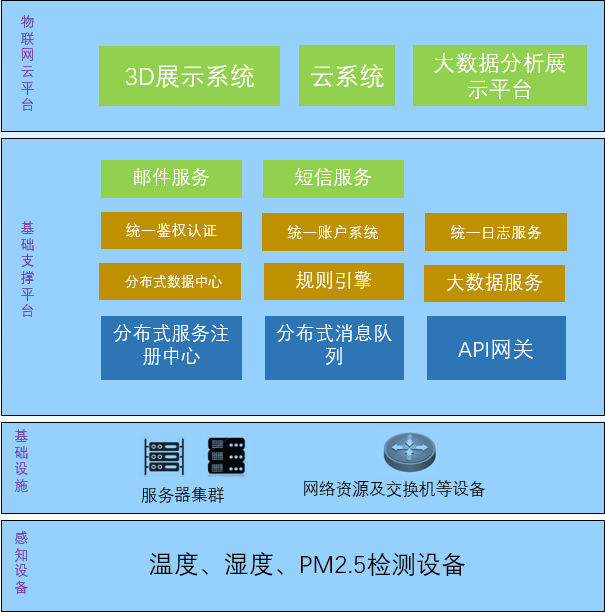 物联网云平台
3D展示系统
云系统
大数据分析展
示平台
基础支撑平台
邮件服务
短信服务
统一鉴权认证
统一账户系统
统一日志服务
分布式数据中心
规则引擎
大数据服务
分布式服务注
册中心
分布式消息队
列
API网关
基础设施
服务器集群
网络资源及交换机等设备
感知设备
温度、湿度、PM2.5检测设备